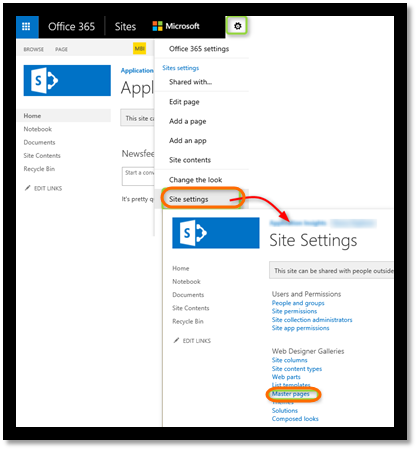 Office 365 Sites Microsoft
BROWSE PAGE MBI
Office 365 settings
Sites settings
Shared with...
Edit page
Add a page
Add an app
Site contents
Change the look
Site settings
S
Application
App
This site can
Home
Notebook
Documents
Site Contents
Recycle Bin
EDIT LINKS
Newsfee
Start a conv
It's pretty q
S
Application Insights
Site Settings
This site can be shared with people outside
Home
Notebook
Documents
Site Contents
Recycle Bin
EDIT LINKS
Users and Permissions
People and groups
Site permissions
Site collection administrators
Site app permissions
Web Designer Galleries
Site columns
Site content types
Web parts
List templates
Master pages
Themes
Solutions
Composed looks